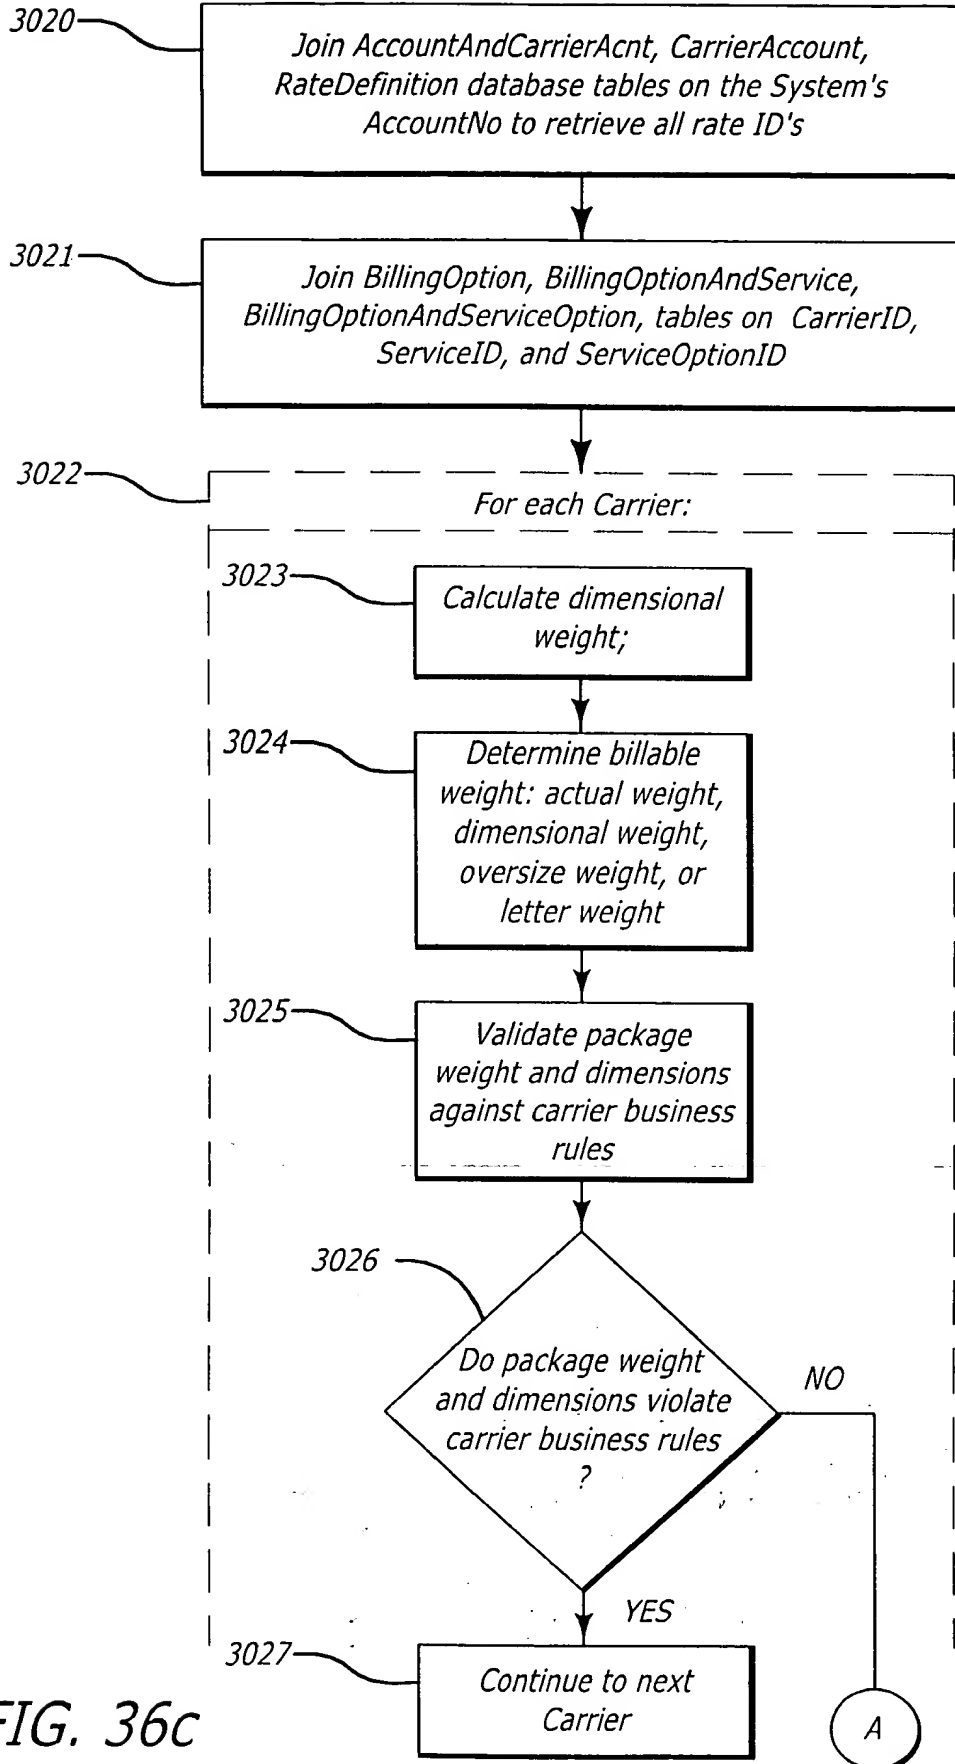 3020
Join AccountAndCarrierAcnt, CarrierAccount,
RateDefinition database tables on the System's
AccountNo to retrieve all rate ID's
3021
Join BillingOption, BillingOptionAndService,
BillingOptionAndServiceOption, tables on CarrierID,
ServiceID, and ServiceOptionID
3022
For each Carrier:
3023
Calculate dimensional
weight;
3024
Determine billable
weight: actual weight,
dimensional weight,
oversize weight, or
letter weight
3025
Validate package
weight and dimensions
against carrier business
rules
3026
Do package weight
and dimensions violate
carrier business rules
?
NO
YES
3027
Continue to next
Carrier
A
FIG. 36c